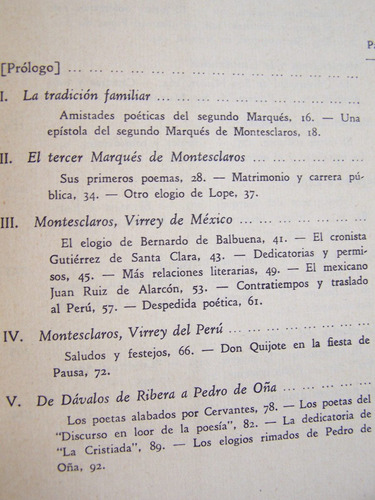 P
[Prólogo] ... ... ... ... ... ... ... ... ... ... ... ...
I. La tradición familiar ... ... ... ... ... ... ... ... ...
Amistades poéticas del segundo Marqués, 16. — Una
epístola del segundo Marqués de Montesclaros, 18.
II. El tercer Marqués de Montesclaros ... ... ... ... ...
Sus primeros poemas, 28. — Matrimonio y carrera pú-
blica, 34. — Otro elogio de Lope, 37.
III. Montesclaros, Virrey de México ... ... ... ... ... ...
El elogio de Bernardo de Balbuena, 41. — El cronista
Gutiérrez de Santa Clara, 43. — Dedicatorias y permi-
sos, 45. — Más relaciones literarias, 49. — El mexicano
Juan Ruiz de Alarcón, 53. — Contratiempos y traslado
al Perú, 57. — Despedida poética, 61.
IV. Montesclaros, Virrey del Perú ... ... ... ... ... ...
Saludos y festejos, 66. — Don Quijote en la fiesta de
Pausa, 72.
V. De Dávalos de Ribera a Pedro de Oña ... ... ... ...
Los poetas alabados por Cervantes, 78. — Los poetas del
"Discurso en loor de la poesía", 82. — La dedicatoria de
"La Cristiada", 89. — Los elogios rimados de Pedro de
Oña, 92.